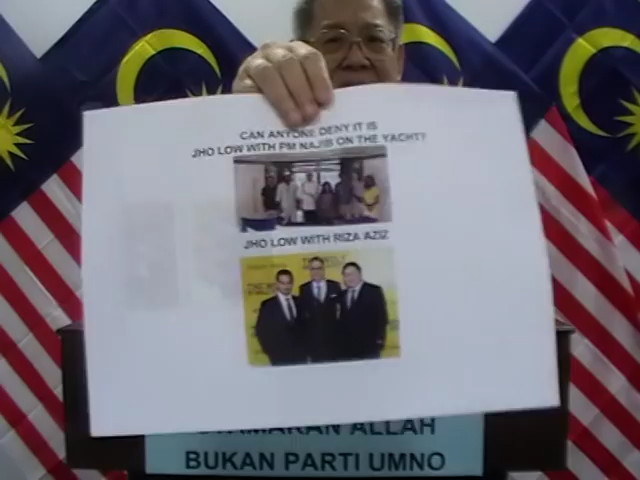 CAN ANYONE DENY IT IS
JHO LOW WITH PM NAJIB ON THE YACHT?
JHO LOW WITH RIZA AZIZ
ALLAH
BUKAN PARTI UMNO